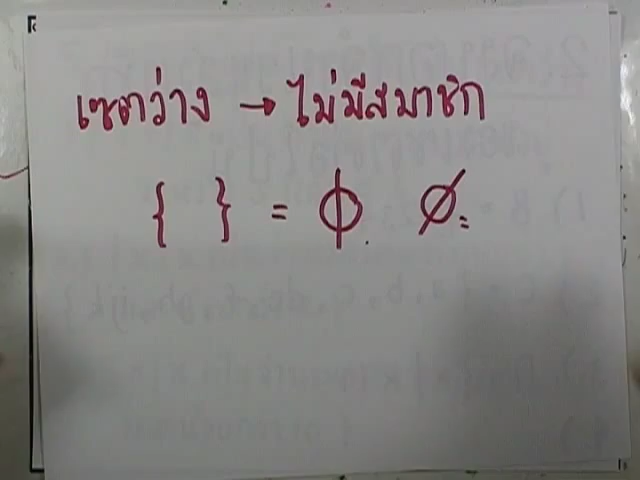 เซตว่าง → ไม่มีสมาชิก
{ } = ϕ ∅